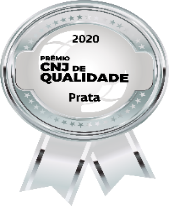 2020
PRÊMIO
CNJ DE
QUALIDADE
Prata